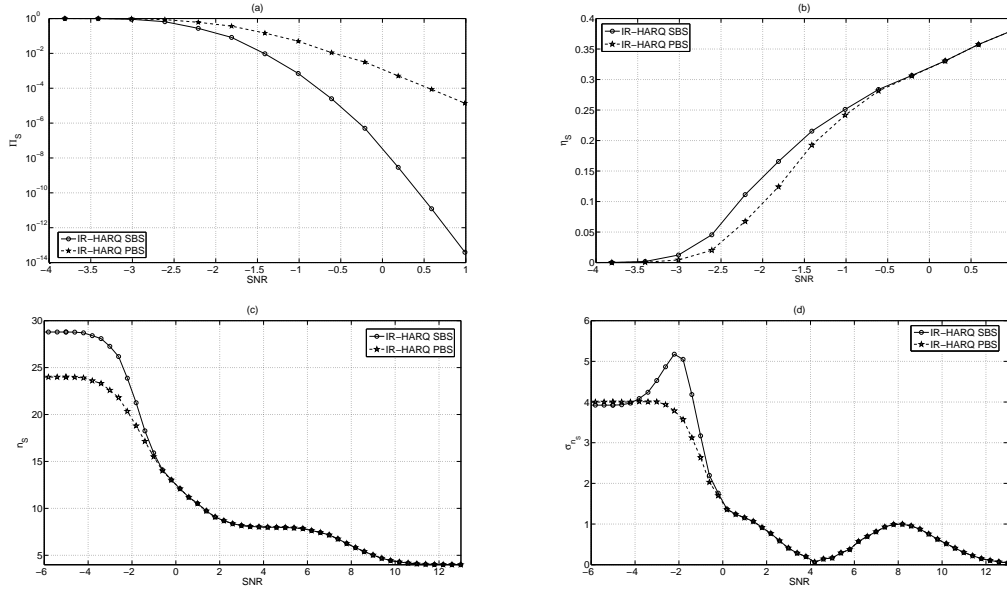 (a)
10^0
10^-2
10^-4
10^-6
10^-8
10^-10
10^-12
10^-14
Π_S
−4 −3.5 −3 −2.5 −2 −1.5 −1 −0.5 0 0.5 1
SNR
IR−HARQ SBS
IR−HARQ PBS
(b)
0.4
0.35
0.3
0.25
0.2
0.15
0.1
0.05
0
η_S
−4 −3.5 −3 −2.5 −2 −1.5 −1 −0.5 0 0.5
SNR
IR−HARQ SBS
IR−HARQ PBS
(c)
30
25
20
15
10
5
n_S
−6 −4 −2 0 2 4 6 8 10 12
SNR
IR−HARQ SBS
IR−HARQ PBS
(d)
6
5
4
3
2
1
0
σ_n_S
−6 −4 −2 0 2 4 6 8 10 12
SNR
IR−HARQ SBS
IR−HARQ PBS